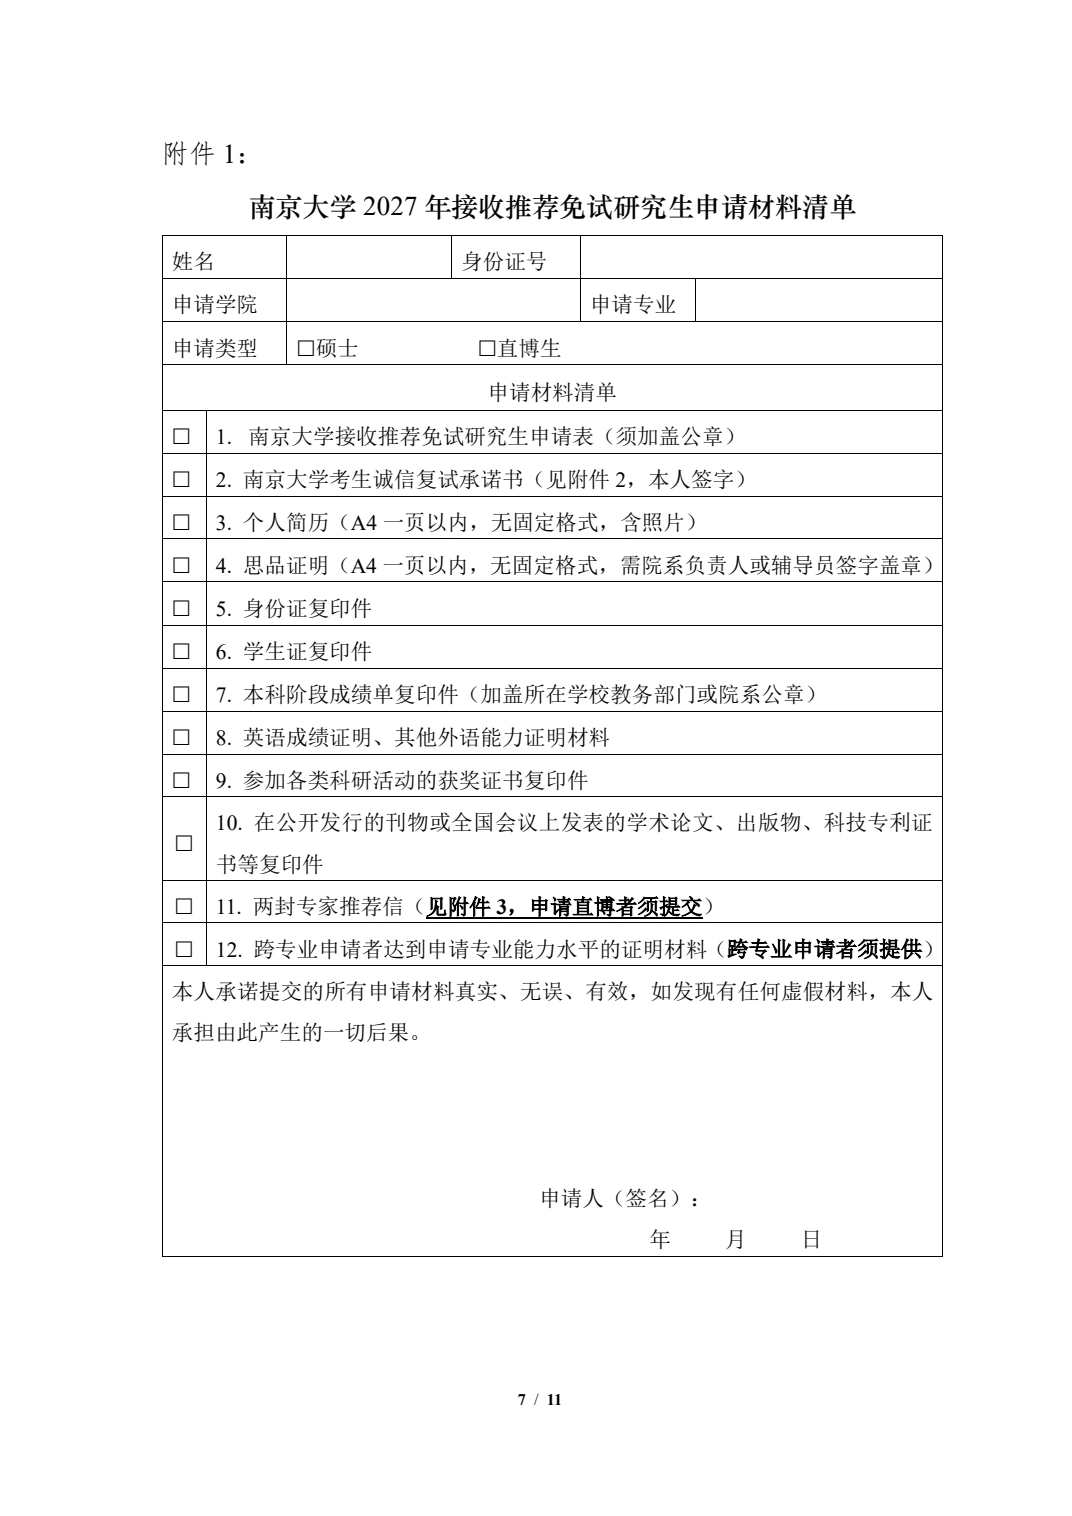 附件 1：
南京大学 2027 年接收推荐免试研究生申请材料清单
姓名 身份证号
申请学院 申请专业
申请类型 □硕士 □直博生
申请材料清单
□ 1. 南京大学接收推荐免试研究生申请表（须加盖公章）
□ 2. 南京大学考生诚信复试承诺书（见附件 2，本人签字）
□ 3. 个人简历（A4 一页以内，无固定格式，含照片）
□ 4. 思品证明（A4 一页以内，无固定格式，需院系负责人或辅导员签字盖章）
□ 5. 身份证复印件
□ 6. 学生证复印件
□ 7. 本科阶段成绩单复印件（加盖所在学校教务部门或院系公章）
□ 8. 英语成绩证明、其他外语能力证明材料
□ 9. 参加各类科研活动的获奖证书复印件
□ 10. 在公开发行的刊物或全国会议上发表的学术论文、出版物、科技专利证
书等复印件
□ 11. 两封专家推荐信（见附件 3，申请直博者须提交）
□ 12. 跨专业申请者达到申请专业能力水平的证明材料（跨专业申请者须提供）
本人承诺提交的所有申请材料真实、无误、有效，如发现有任何虚假材料，本人
承担由此产生的一切后果。
申请人（签名）：
年 月 日
7 / 11